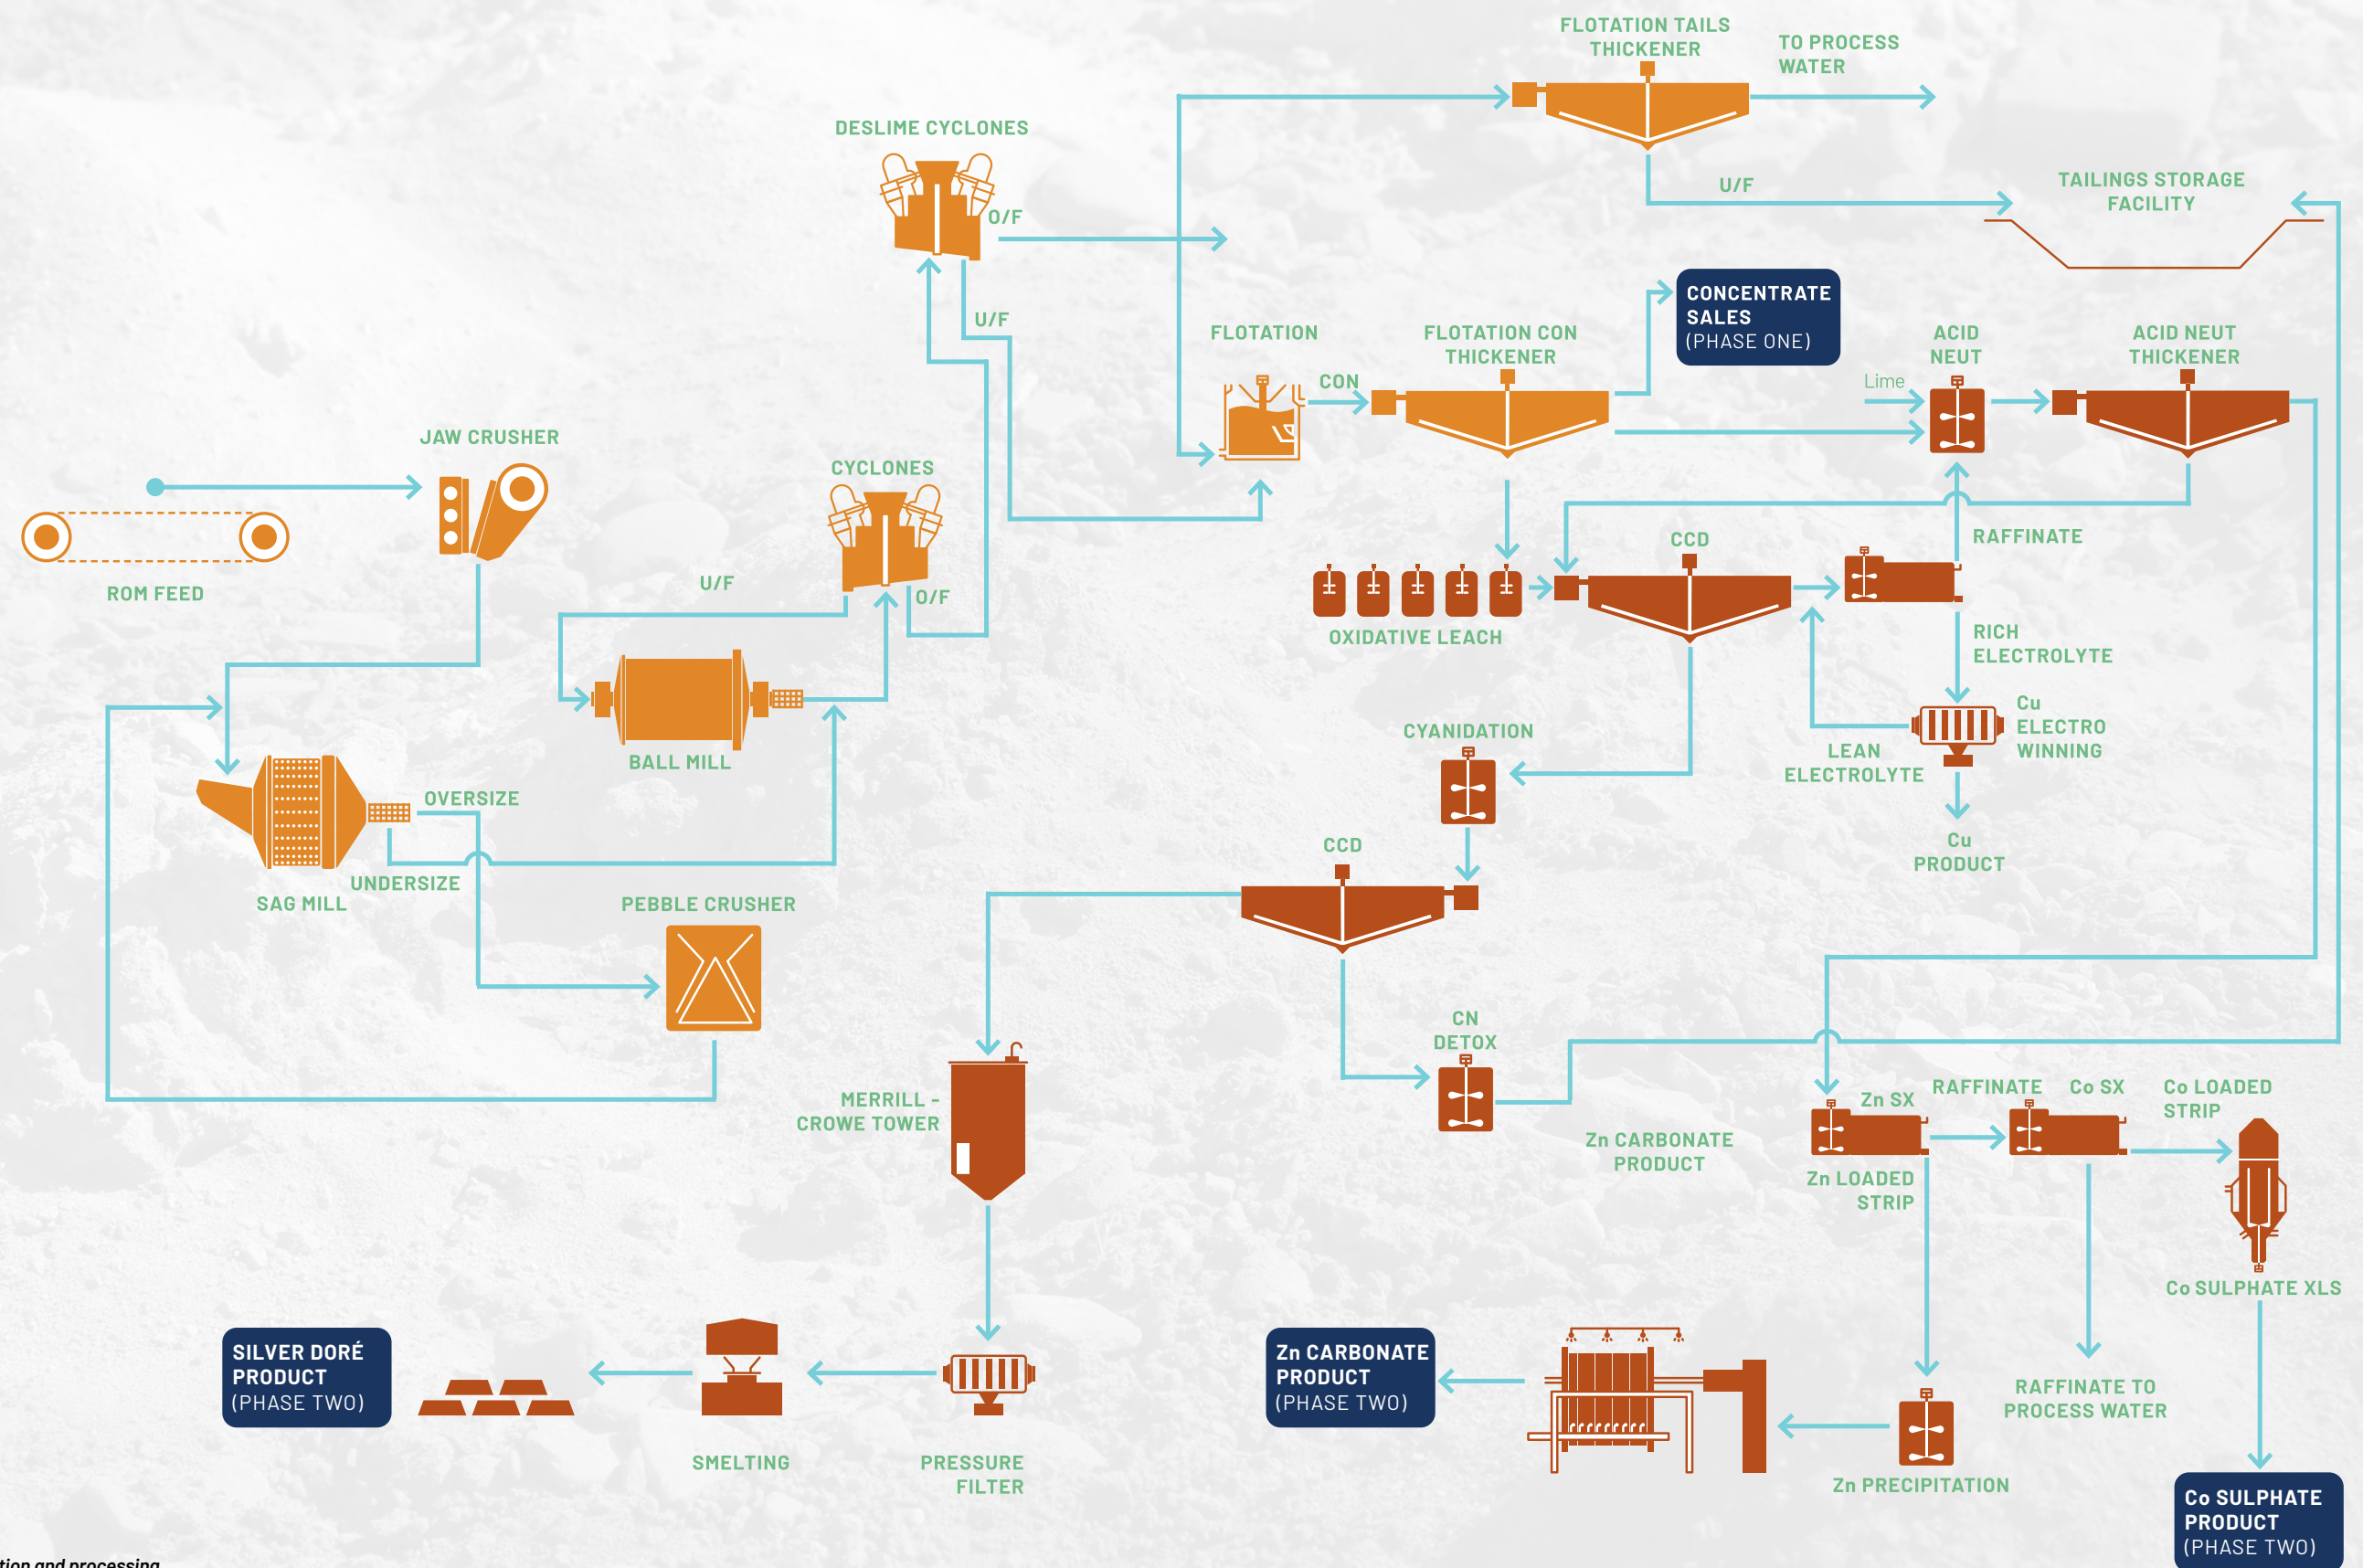 FLOTATION TAILS
THICKENER
TO PROCESS
WATER
DESLIME CYCLONES
O/F
U/F
U/F
TAILINGS STORAGE
FACILITY
CONCENTRATE
SALES
(PHASE ONE)
FLOTATION
FLOTATION CON
THICKENER
CON
ACID
NEUT
ACID NEUT
THICKENER
Lime
JAW CRUSHER
CYCLONES
ROM FEED
U/F
O/F
CCD
RAFFINATE
OXIDATIVE LEACH
RICH
ELECTROLYTE
BALL MILL
CYANIDATION
Cu
ELECTRO
WINNING
LEAN
ELECTROLYTE
OVERSIZE
UNDERSIZE
SAG MILL
PEBBLE CRUSHER
CCD
Cu
PRODUCT
CN
DETOX
MERRILL -
CROWE TOWER
Zn CARBONATE
PRODUCT
Zn SX
RAFFINATE
Co SX
Co LOADED
STRIP
Zn LOADED
STRIP
Co SULPHATE XLS
SILVER DORÉ
PRODUCT
(PHASE TWO)
SMELTING
PRESSURE
FILTER
Zn CARBONATE
PRODUCT
(PHASE TWO)
RAFFINATE TO
PROCESS WATER
Zn PRECIPITATION
Co SULPHATE
PRODUCT
(PHASE TWO)
and processing